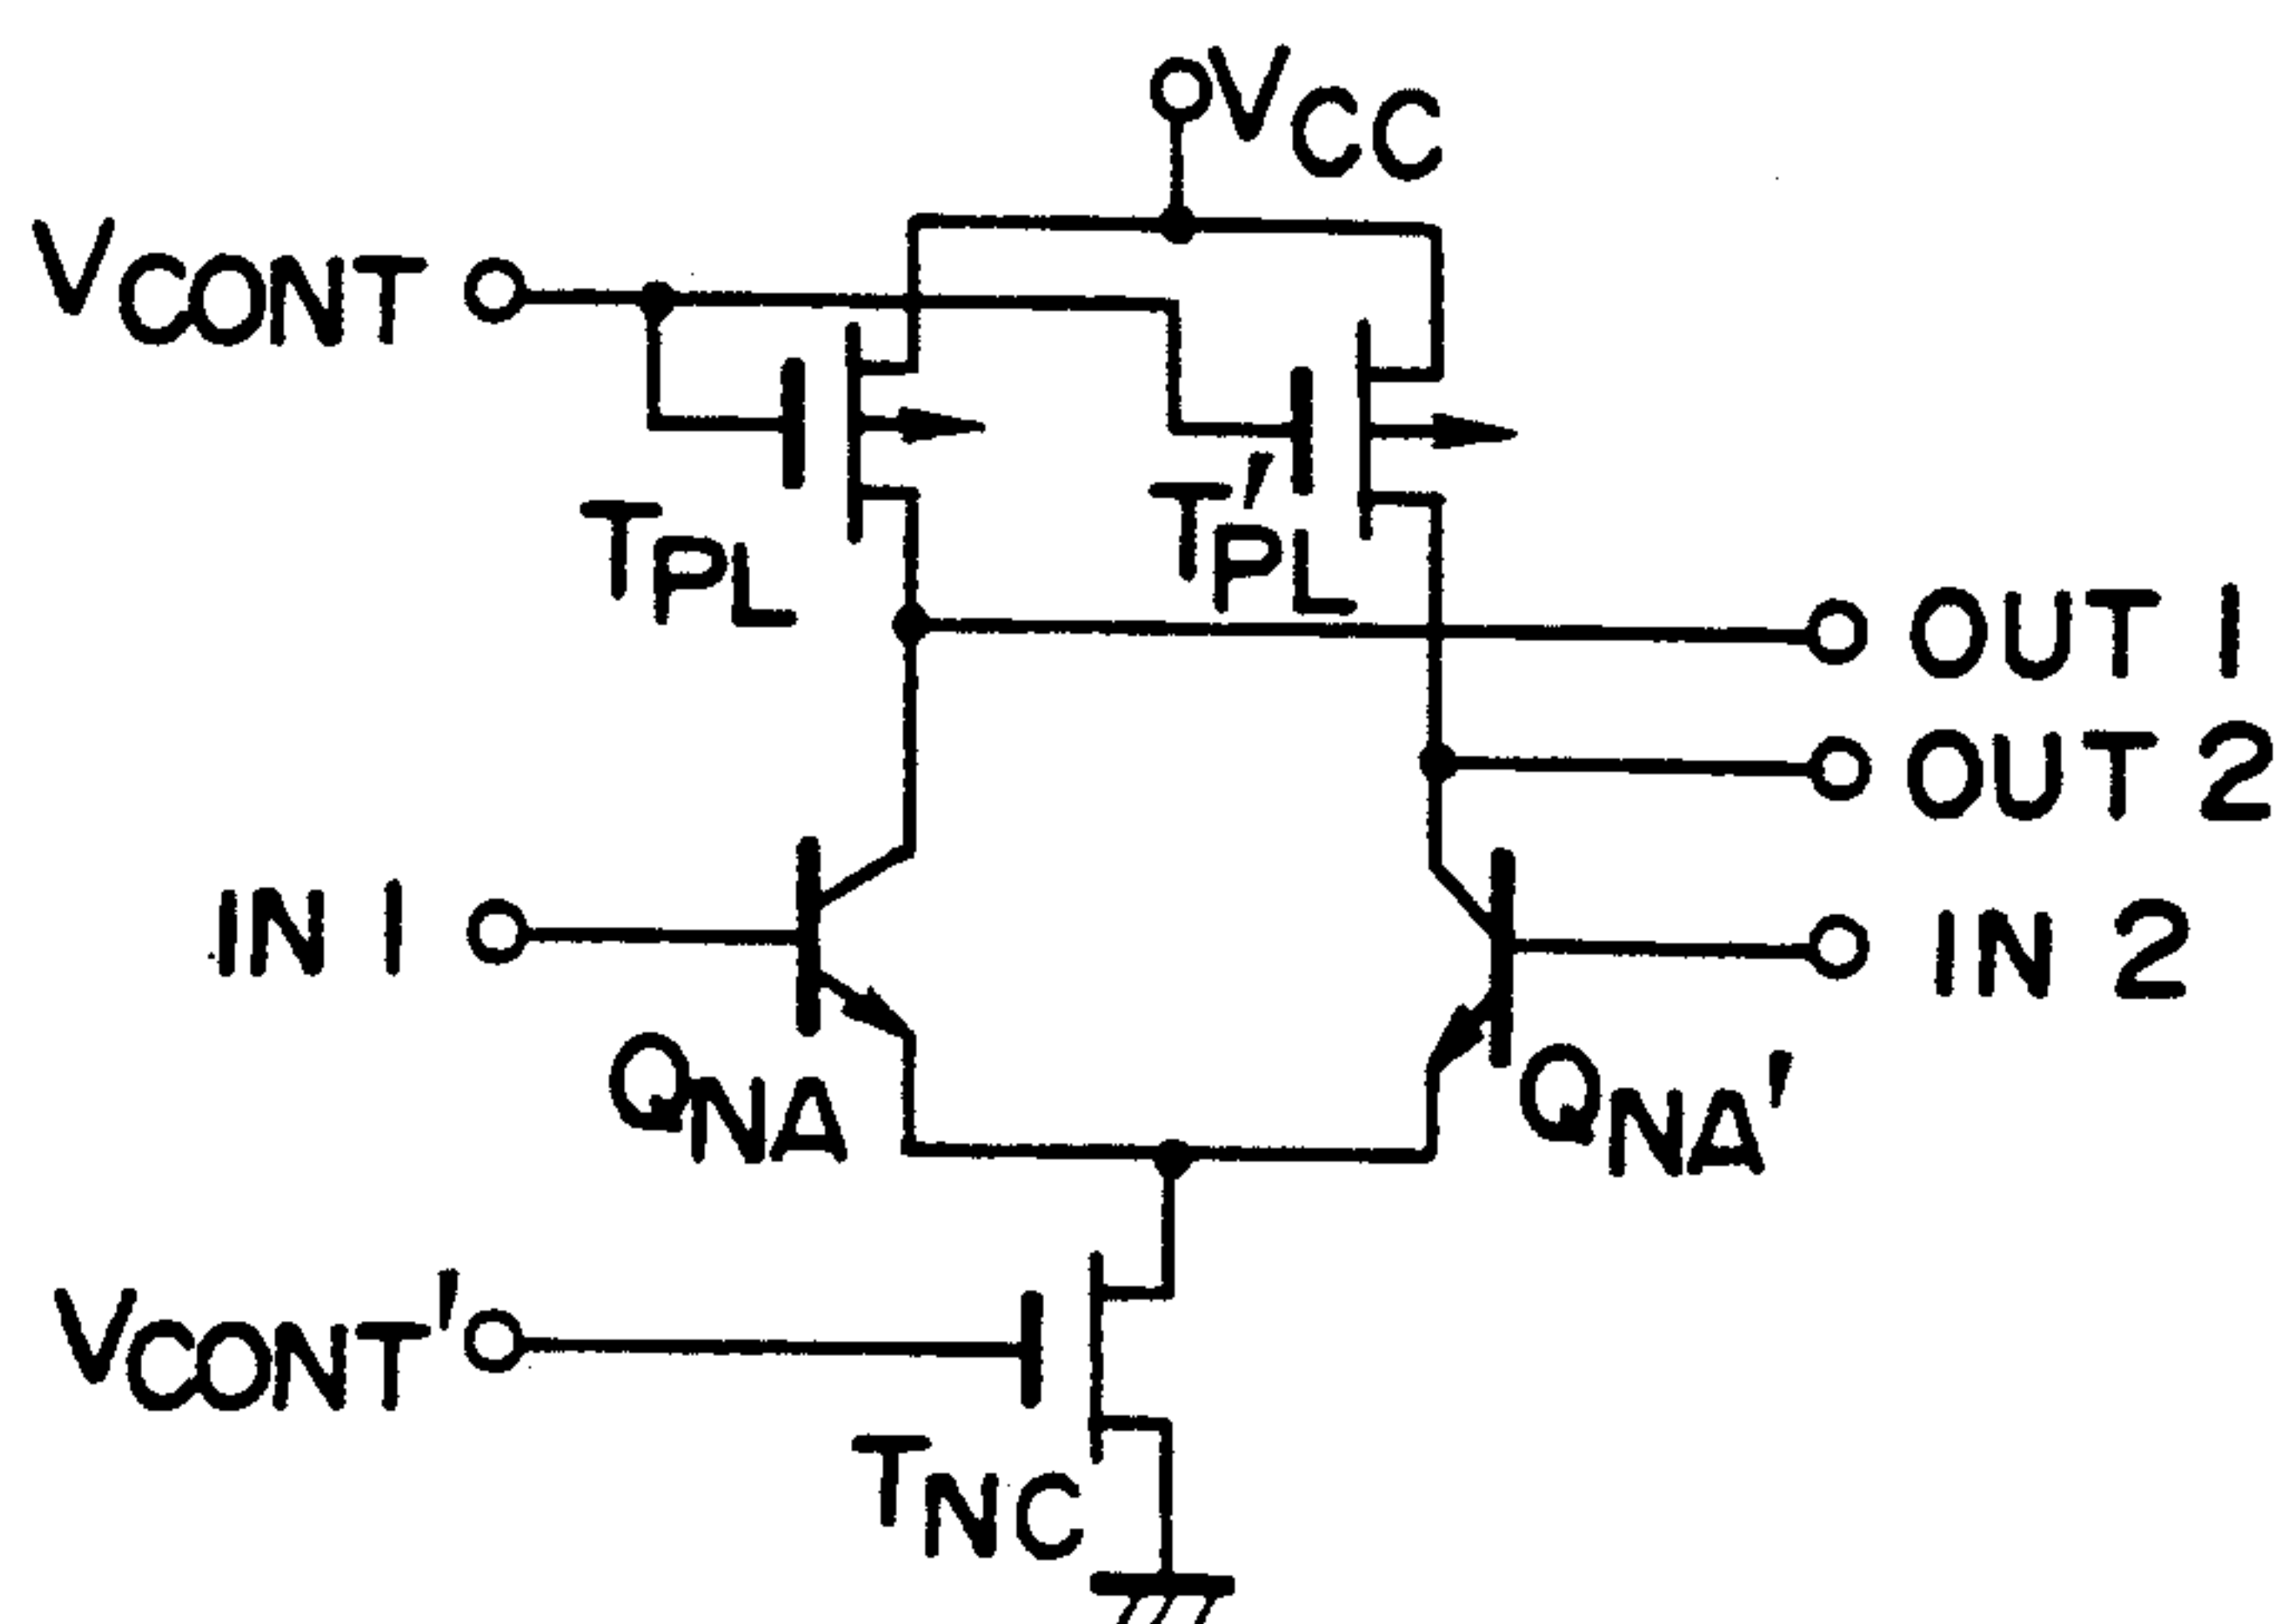 VCC
VCONT
TPL
T'PL
OUT 1
OUT 2
IN 1
IN 2
QNA
QNA'
VCONT'
TNC